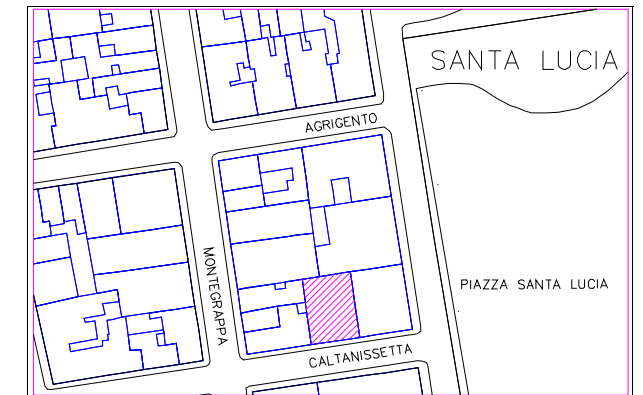 SANTA LUCIA
AGRIGENTO
MONTEGRAPPA
PIAZZA SANTA LUCIA
CALTANISSETTA